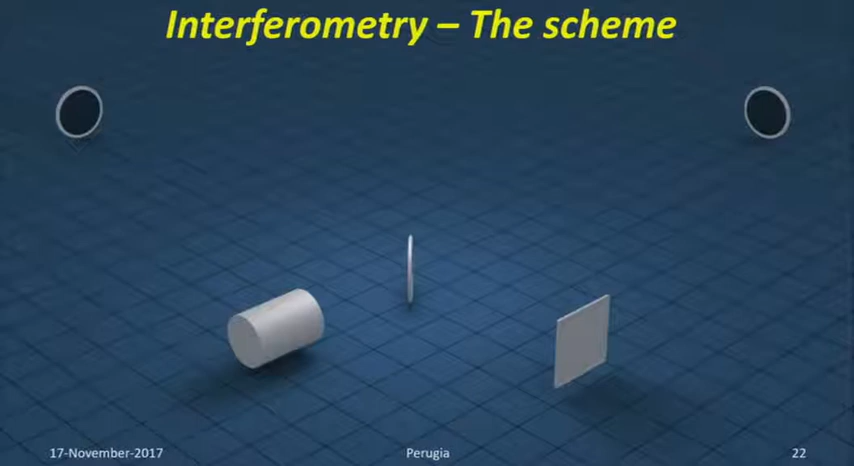 Interferometry – The scheme
17-November-2017 Perugia 22